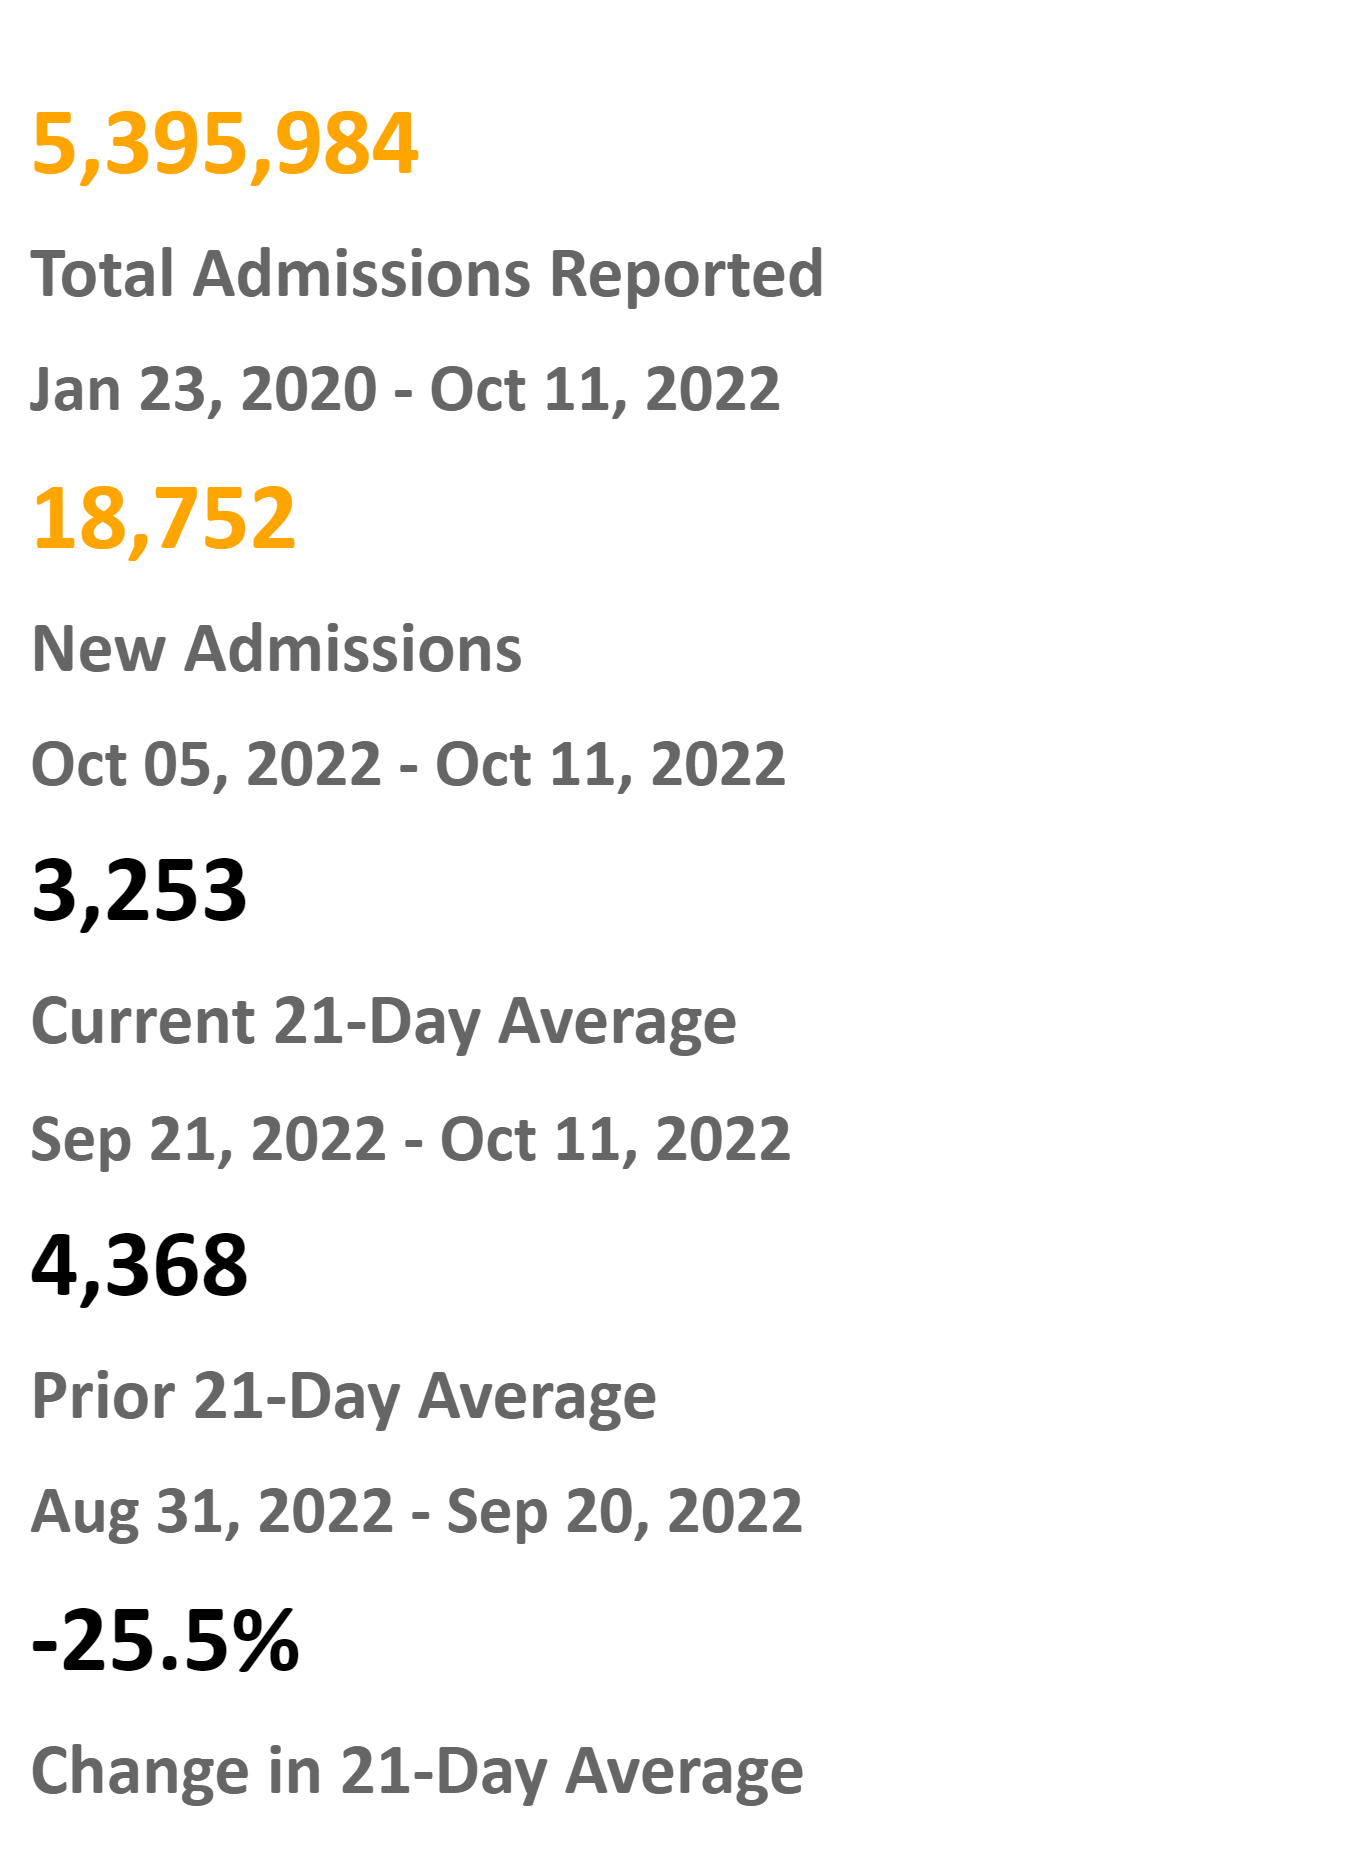 5,395,984
Total Admissions Reported
Jan 23, 2020 - Oct 11, 2022
18,752
New Admissions
Oct 05, 2022 - Oct 11, 2022
3,253
Current 21-Day Average
Sep 21, 2022 - Oct 11, 2022
4,368
Prior 21-Day Average
Aug 31, 2022 - Sep 20, 2022
-25.5%
Change in 21-Day Average